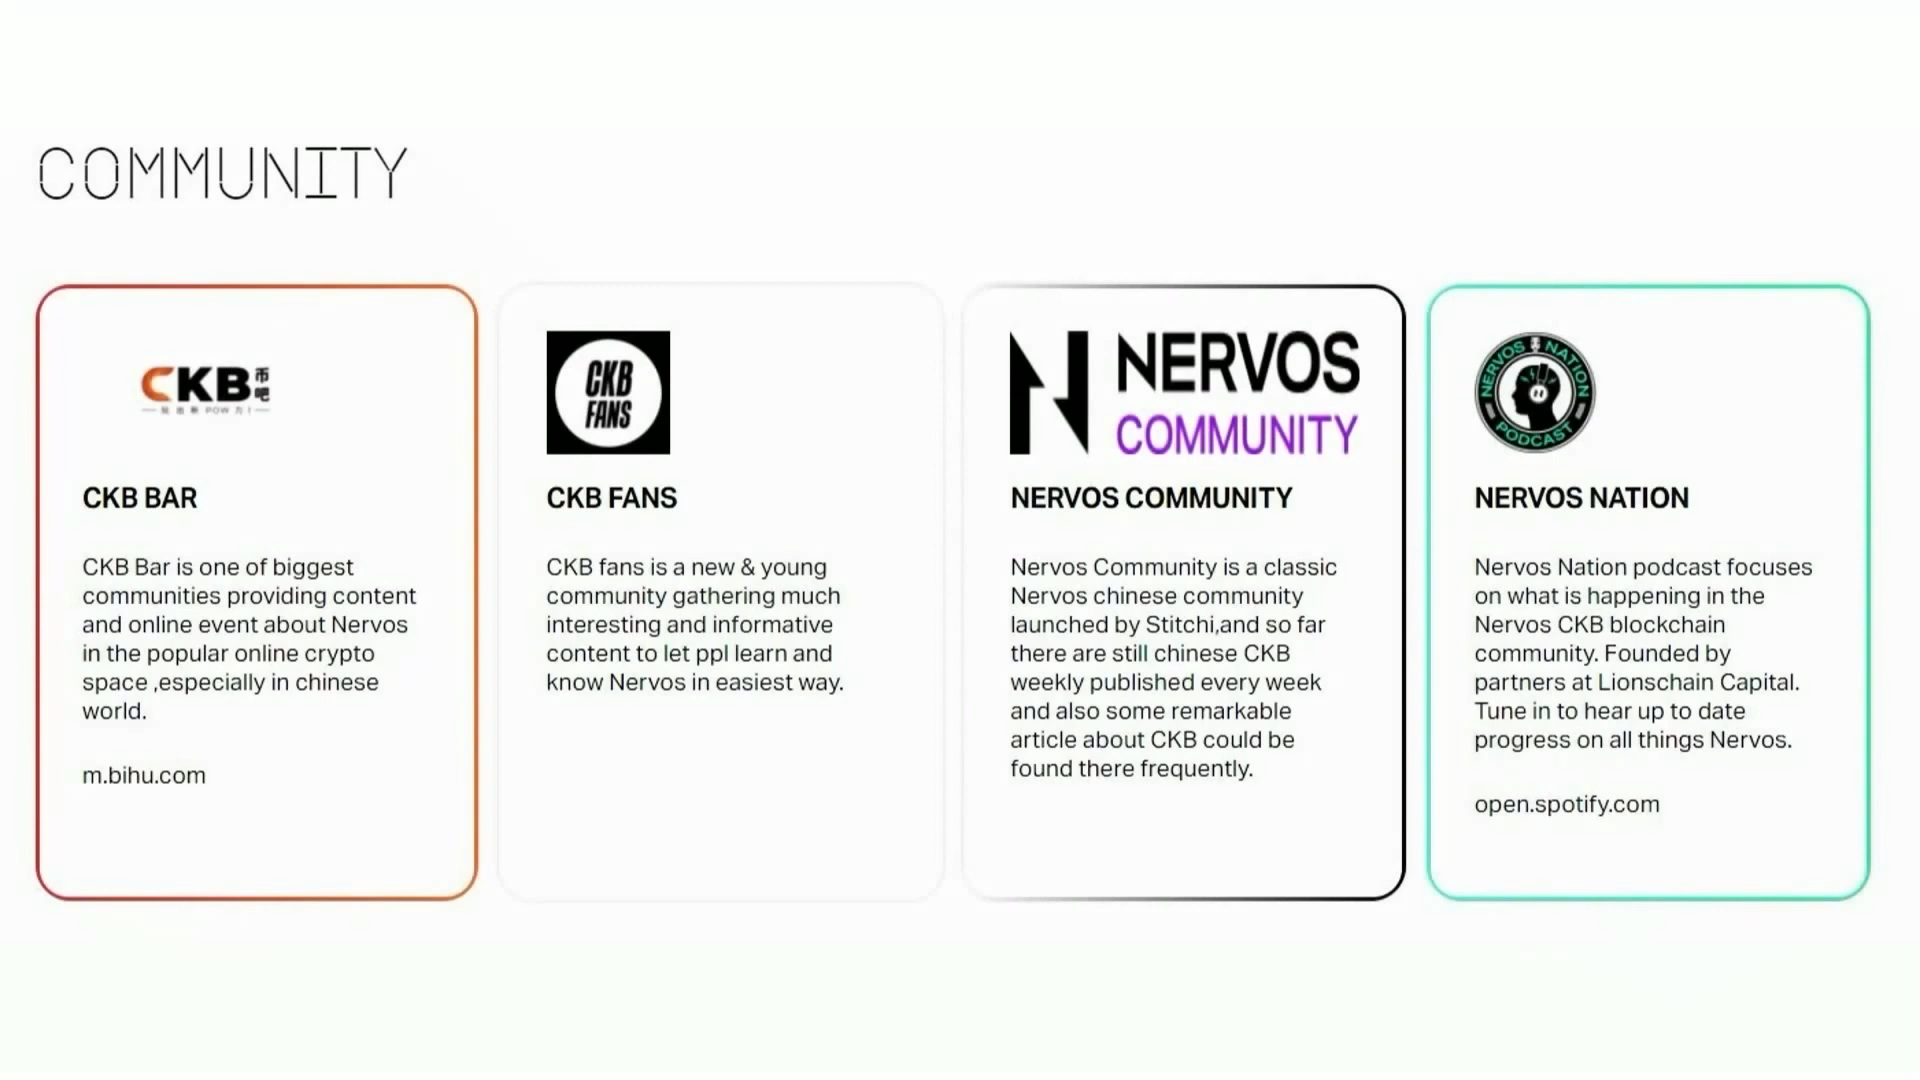 COMMUNITY
CKB币吧
POW
CKB BAR
CKB Bar is one of biggest
communities providing content
and online event about Nervos
in the popular online crypto
space ,especially in chinese
world.
m.bihu.com
CKB
FANS
CKB FANS
CKB fans is a new & young
community gathering much
interesting and informative
content to let ppl learn and
know Nervos in easiest way.
NERVOS
COMMUNITY
NERVOS COMMUNITY
Nervos Community is a classic
Nervos chinese community
launched by Stitchi,and so far
there are still chinese CKB
weekly published every week
and also some remarkable
article about CKB could be
found there frequently.
NERVOS NATION
PODCAST
NERVOS NATION
Nervos Nation podcast focuses
on what is happening in the
Nervos CKB blockchain
community. Founded by
partners at Lionschain Capital.
Tune in to hear up to date
progress on all things Nervos.
open.spotify.com